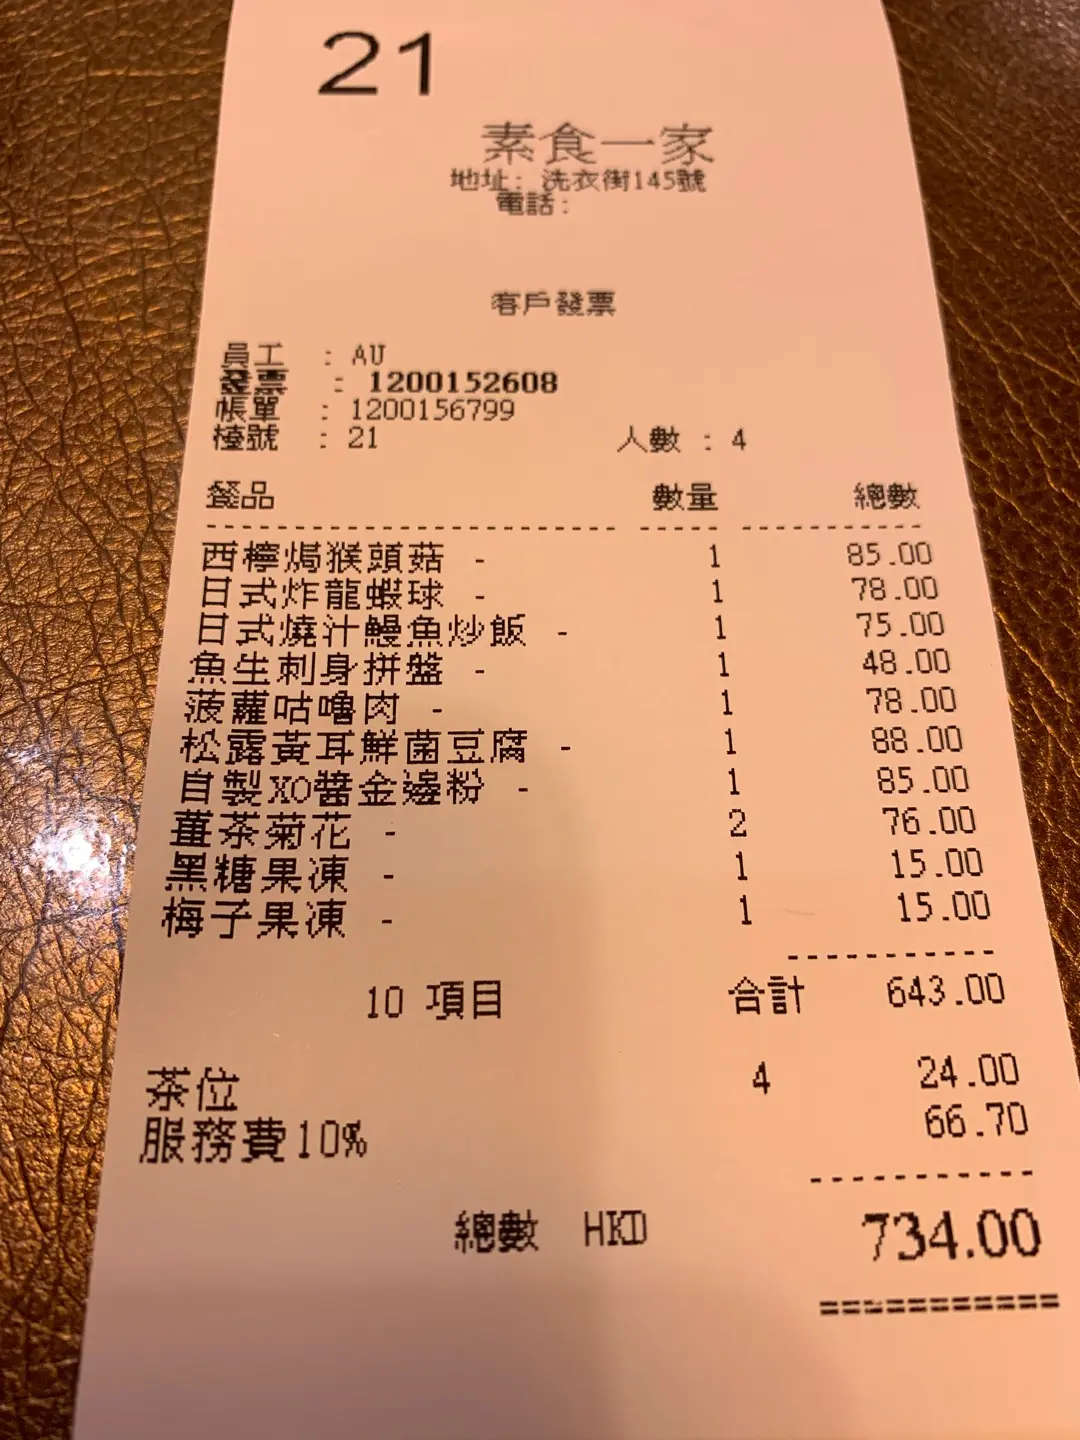 21
素食一家
地址: 洗衣街145號
電話:
客戶發票
員工 : AU
發票 : 1200152608
帳單 : 1200156799
檯號 : 21 人數 : 4
餐品 數量 總數
西檸焗猴頭菇 - 1 85.00
日式炸龍蝦球 - 1 78.00
日式燒汁鰻魚炒飯 - 1 75.00
魚生刺身拼盤 - 1 48.00
菠蘿咕嚕肉 - 1 78.00
松露黃耳鮮菌豆腐 - 1 88.00
自製XO醬金邊粉 - 1 85.00
薑茶菊花 - 2 76.00
黑糖果凍 - 1 15.00
梅子果凍 - 1 15.00
10 項目 合計 643.00
茶位 4 24.00
服務費10% 66.70
總數 HKD 734.00